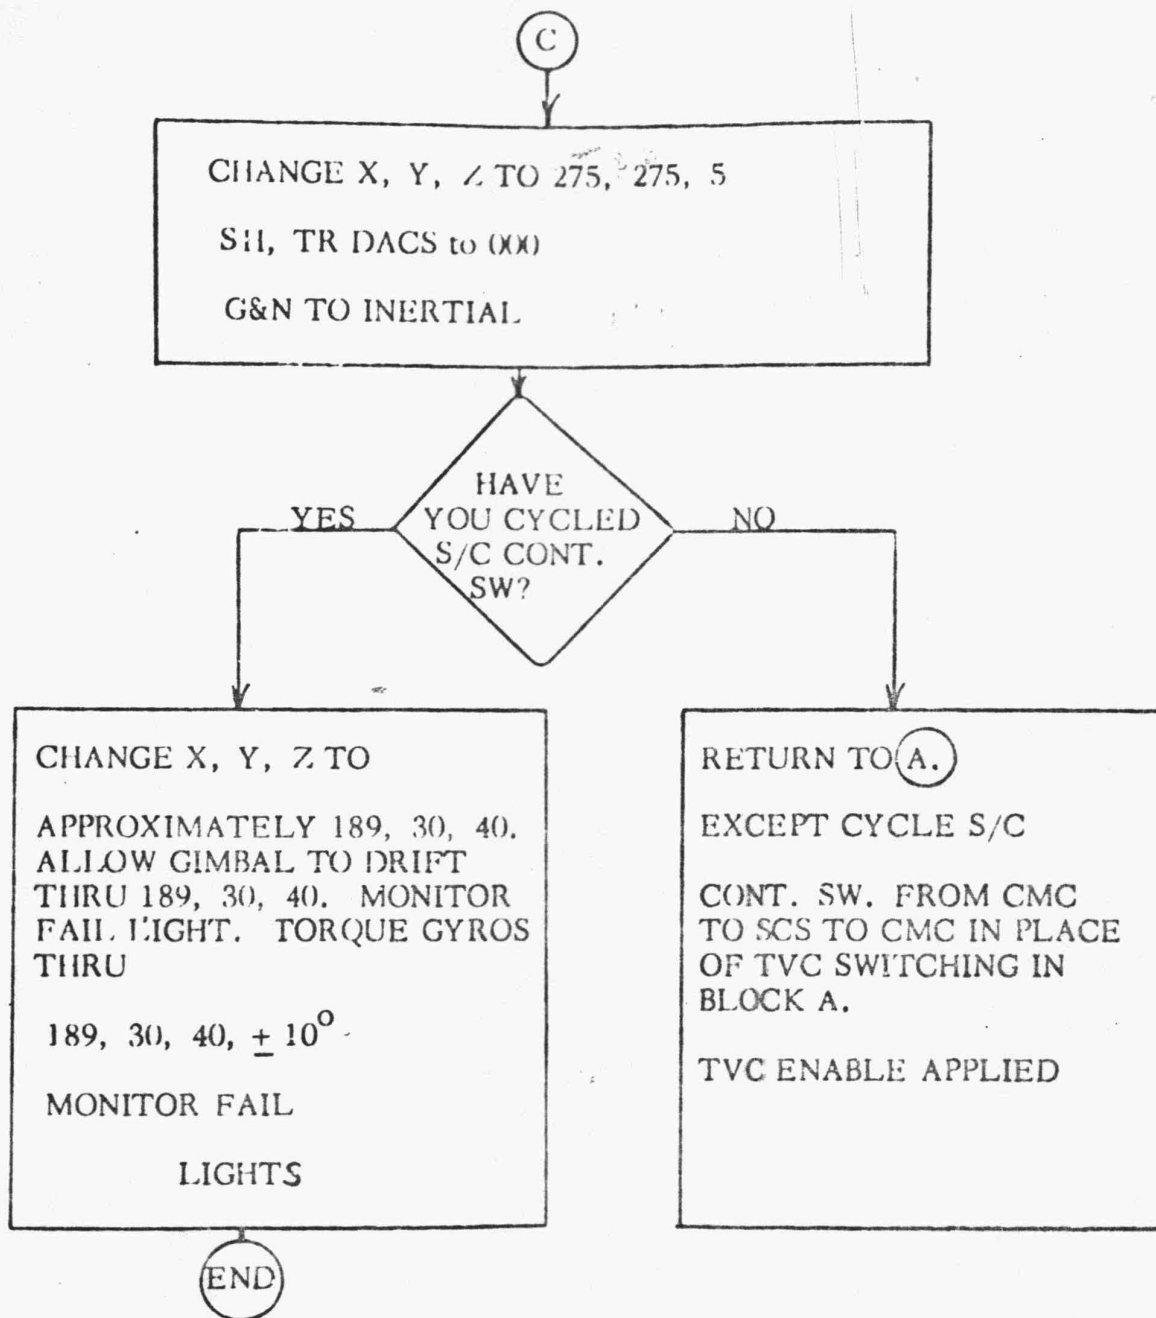 C
CHANGE X, Y, Z TO 275, 275, 5
SH, TR DACS to 000
G&N TO INERTIAL
HAVE
YOU CYCLED
S/C CONT.
SW?
YES
NO
CHANGE X, Y, Z TO
APPROXIMATELY 189, 30, 40.
ALLOW GIMBAL TO DRIFT
THRU 189, 30, 40. MONITOR
FAIL LIGHT. TORQUE GYROS
THRU
189, 30, 40, ± 10°
MONITOR FAIL
LIGHTS
END
RETURN TO A.
EXCEPT CYCLE S/C
CONT. SW. FROM CMC
TO SCS TO CMC IN PLACE
OF TVC SWITCHING IN
BLOCK A.
TVC ENABLE APPLIED